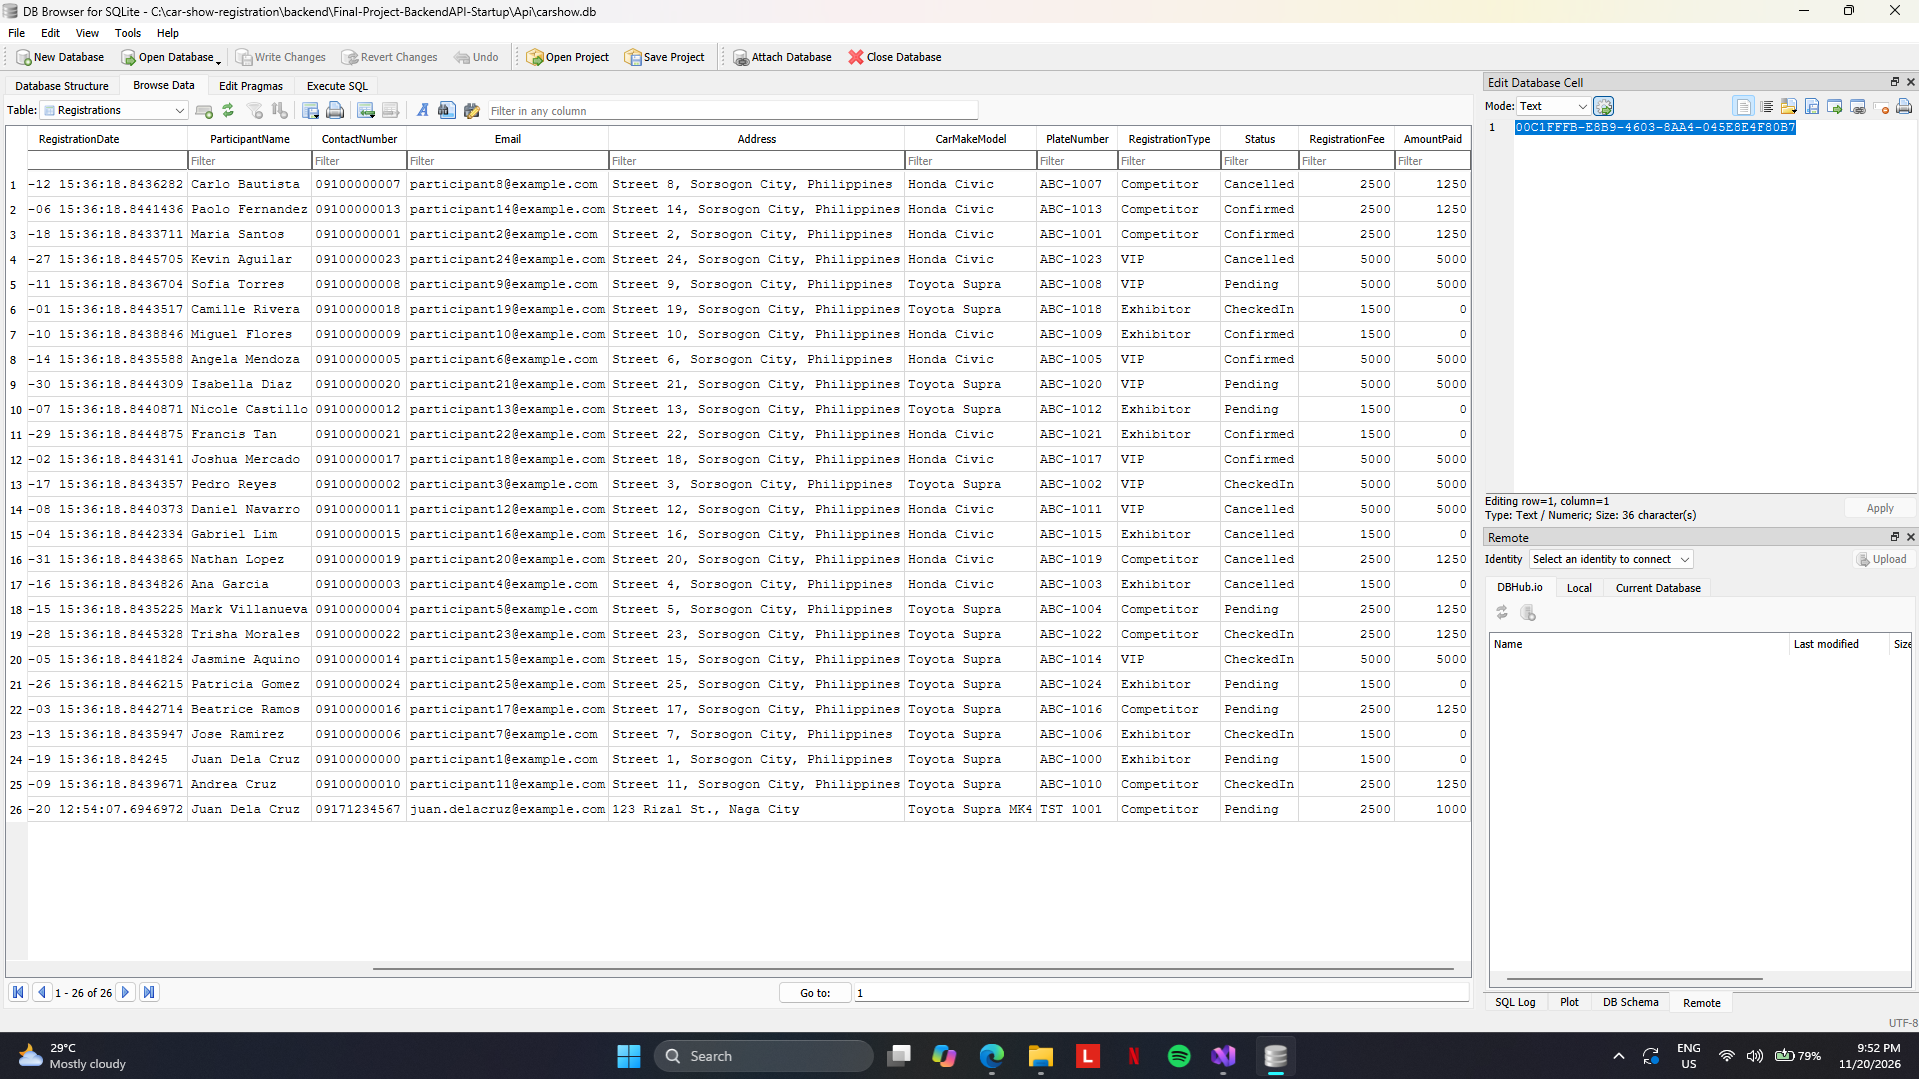 DB Browser for SQLite - C:\car-show-registration\backend\Final-Project-BackendAPI-Startup\Api\carshow.db
File Edit View Tools Help
New Database Open Database Write Changes Revert Changes Undo Open Project Save Project Attach Database Close Database
Database Structure Browse Data Edit Pragmas Execute SQL
Table: Registrations Filter in any column
RegistrationDate ParticipantName ContactNumber Email Address CarMakeModel PlateNumber RegistrationType Status RegistrationFee AmountPaid
Filter Filter Filter Filter Filter Filter Filter Filter Filter Filter
1 -12 15:36:18.8436282 Carlo Bautista 09100000007 participant8@example.com Street 8, Sorsogon City, Philippines Honda Civic ABC-1007 Competitor Cancelled 2500 1250
2 -06 15:36:18.8441436 Paolo Fernandez 09100000013 participant14@example.com Street 14, Sorsogon City, Philippines Honda Civic ABC-1013 Competitor Confirmed 2500 1250
3 -18 15:36:18.8433711 Maria Santos 09100000001 participant2@example.com Street 2, Sorsogon City, Philippines Honda Civic ABC-1001 Competitor Confirmed 2500 1250
4 -27 15:36:18.8445705 Kevin Aguilar 09100000023 participant24@example.com Street 24, Sorsogon City, Philippines Honda Civic ABC-1023 VIP Cancelled 5000 5000
5 -11 15:36:18.8436704 Sofia Torres 09100000008 participant9@example.com Street 9, Sorsogon City, Philippines Toyota Supra ABC-1008 VIP Pending 5000 5000
6 -01 15:36:18.8443517 Camille Rivera 09100000018 participant19@example.com Street 19, Sorsogon City, Philippines Toyota Supra ABC-1018 Exhibitor CheckedIn 1500 0
7 -10 15:36:18.8438846 Miguel Flores 09100000009 participant10@example.com Street 10, Sorsogon City, Philippines Honda Civic ABC-1009 Exhibitor Confirmed 1500 0
8 -14 15:36:18.8435588 Angela Mendoza 09100000005 participant6@example.com Street 6, Sorsogon City, Philippines Honda Civic ABC-1005 VIP Confirmed 5000 5000
9 -30 15:36:18.8444309 Isabella Diaz 09100000020 participant21@example.com Street 21, Sorsogon City, Philippines Toyota Supra ABC-1020 VIP Pending 5000 5000
10 -07 15:36:18.8440871 Nicole Castillo 09100000012 participant13@example.com Street 13, Sorsogon City, Philippines Toyota Supra ABC-1012 Exhibitor Pending 1500 0
11 -29 15:36:18.8444875 Francis Tan 09100000021 participant22@example.com Street 22, Sorsogon City, Philippines Honda Civic ABC-1021 Exhibitor Confirmed 1500 0
12 -02 15:36:18.8443141 Joshua Mercado 09100000017 participant18@example.com Street 18, Sorsogon City, Philippines Honda Civic ABC-1017 VIP Confirmed 5000 5000
13 -17 15:36:18.8434357 Pedro Reyes 09100000002 participant3@example.com Street 3, Sorsogon City, Philippines Toyota Supra ABC-1002 VIP CheckedIn 5000 5000
14 -08 15:36:18.8440373 Daniel Navarro 09100000011 participant12@example.com Street 12, Sorsogon City, Philippines Honda Civic ABC-1011 VIP Cancelled 5000 5000
15 -04 15:36:18.8442334 Gabriel Lim 09100000015 participant16@example.com Street 16, Sorsogon City, Philippines Honda Civic ABC-1015 Exhibitor Cancelled 1500 0
16 -31 15:36:18.8443865 Nathan Lopez 09100000019 participant20@example.com Street 20, Sorsogon City, Philippines Honda Civic ABC-1019 Competitor Cancelled 2500 1250
17 -16 15:36:18.8434826 Ana Garcia 09100000003 participant4@example.com Street 4, Sorsogon City, Philippines Honda Civic ABC-1003 Exhibitor Cancelled 1500 0
18 -15 15:36:18.8435225 Mark Villanueva 09100000004 participant5@example.com Street 5, Sorsogon City, Philippines Toyota Supra ABC-1004 Competitor Pending 2500 1250
19 -28 15:36:18.8445328 Trisha Morales 09100000022 participant23@example.com Street 23, Sorsogon City, Philippines Toyota Supra ABC-1022 Competitor CheckedIn 2500 1250
20 -05 15:36:18.8441824 Jasmine Aquino 09100000014 participant15@example.com Street 15, Sorsogon City, Philippines Toyota Supra ABC-1014 VIP CheckedIn 5000 5000
21 -26 15:36:18.8446215 Patricia Gomez 09100000024 participant25@example.com Street 25, Sorsogon City, Philippines Toyota Supra ABC-1024 Exhibitor Pending 1500 0
22 -03 15:36:18.8442714 Beatrice Ramos 09100000016 participant17@example.com Street 17, Sorsogon City, Philippines Toyota Supra ABC-1016 Competitor Pending 2500 1250
23 -13 15:36:18.8435947 Jose Ramirez 09100000006 participant7@example.com Street 7, Sorsogon City, Philippines Toyota Supra ABC-1006 Exhibitor CheckedIn 1500 0
24 -19 15:36:18.84245 Juan Dela Cruz 09100000000 participant1@example.com Street 1, Sorsogon City, Philippines Toyota Supra ABC-1000 Exhibitor Pending 1500 0
25 -09 15:36:18.8439671 Andrea Cruz 09100000010 participant11@example.com Street 11, Sorsogon City, Philippines Toyota Supra ABC-1010 Competitor CheckedIn 2500 1250
26 -20 12:54:07.6946972 Juan Dela Cruz 09171234567 juan.delacruz@example.com 123 Rizal St., Naga City Toyota Supra MK4 TST 1001 Competitor Pending 2500 1000
1 - 26 of 26 Go to: 1
Edit Database Cell
Mode: Text
1 00C1FFFB-E8B9-4603-8AA4-045E8E4F80B7
Editing row=1, column=1
Type: Text / Numeric; Size: 36 character(s)
Apply
Remote
Identity Select an identity to connect Upload
DBHub.io Local Current Database
Name Last modified Size
SQL Log Plot DB Schema Remote
UTF-8
29°C
Mostly cloudy
Search
L
N
ENG
US
79%
9:52 PM
11/20/2026